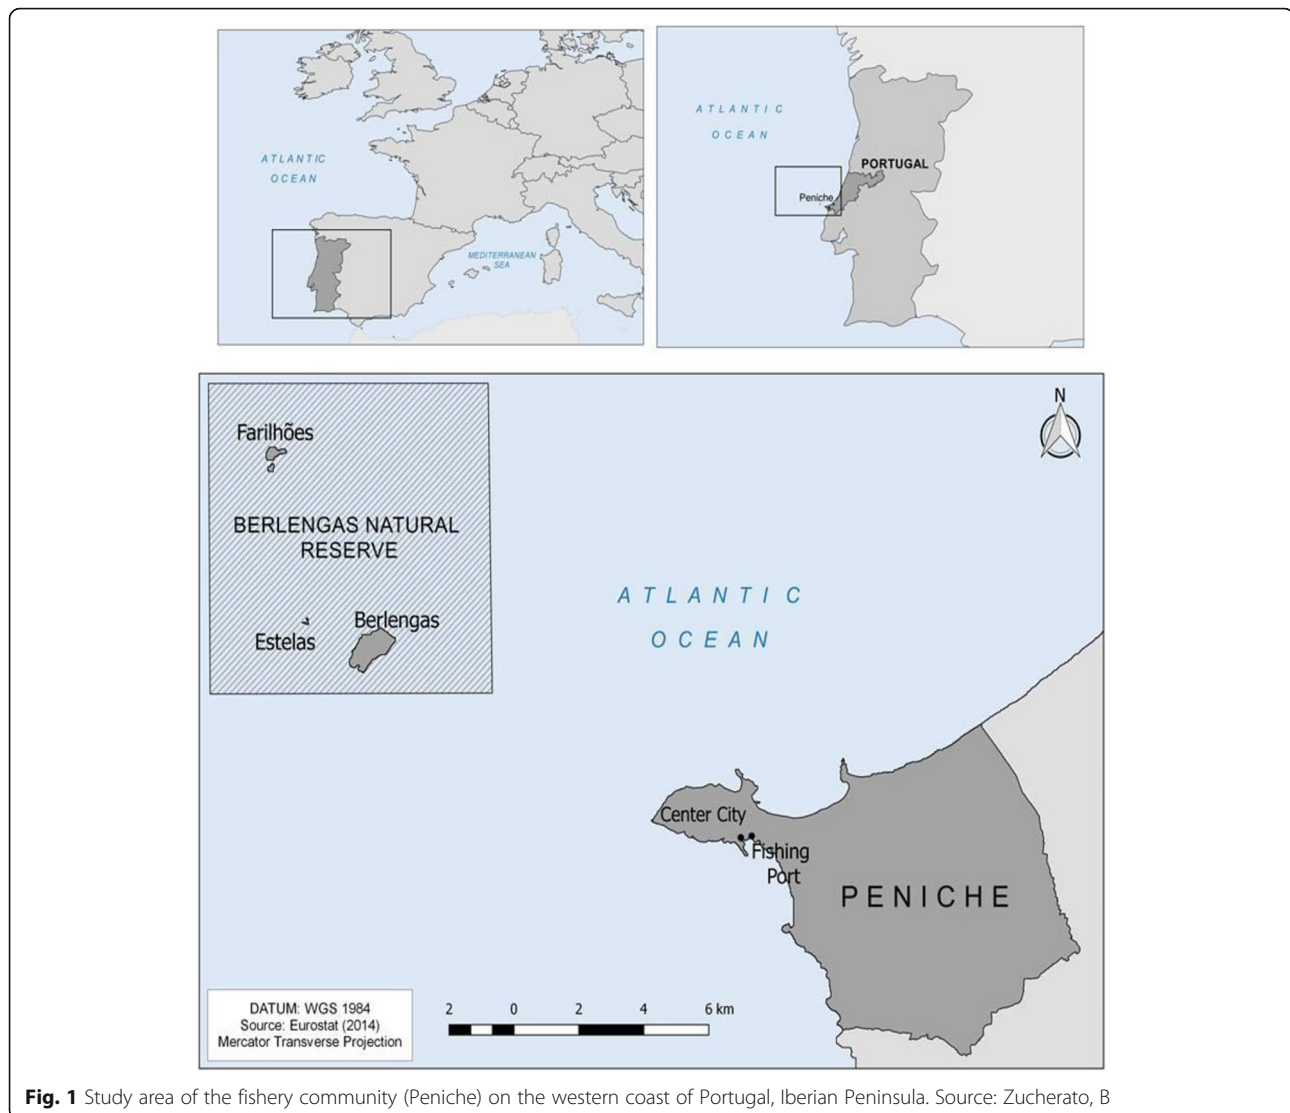 ATLANTIC
OCEAN
MEDITERRANEAN
SEA
ATLANTIC
OCEAN
PORTUGAL
Peniche
N
Farilhões
BERLENGAS NATURAL
RESERVE
Estelas
Berlengas
ATLANTIC
OCEAN
Center City
Fishing
Port
PENICHE
DATUM: WGS 1984
Source: Eurostat (2014)
Mercator Transverse Projection
2 0 2 4 6 km
Fig. 1 Study area of the fishery community (Peniche) on the western coast of Portugal, Iberian Peninsula. Source: Zucherato, B